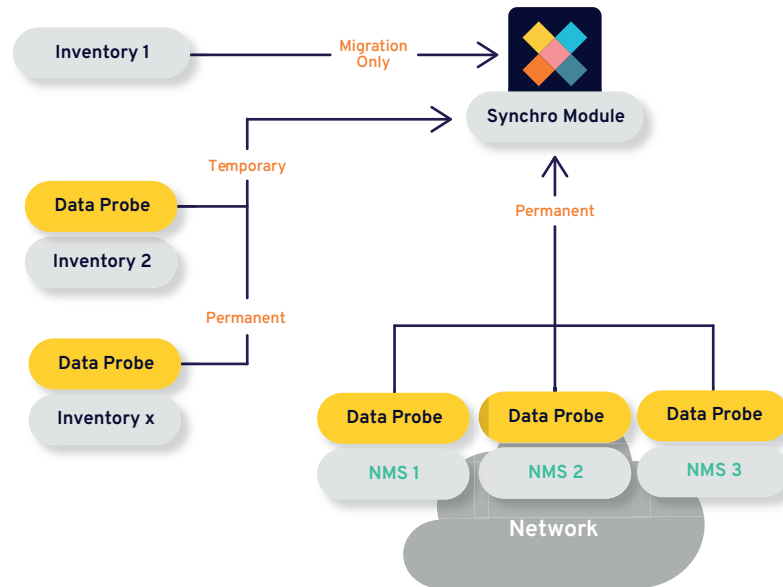 Inventory 1
Migration
Only
Synchro Module
Temporary
Data Probe
Inventory 2
Permanent
Permanent
Data Probe
Inventory x
Data Probe
Data Probe
Data Probe
NMS 1
NMS 2
NMS 3
Network